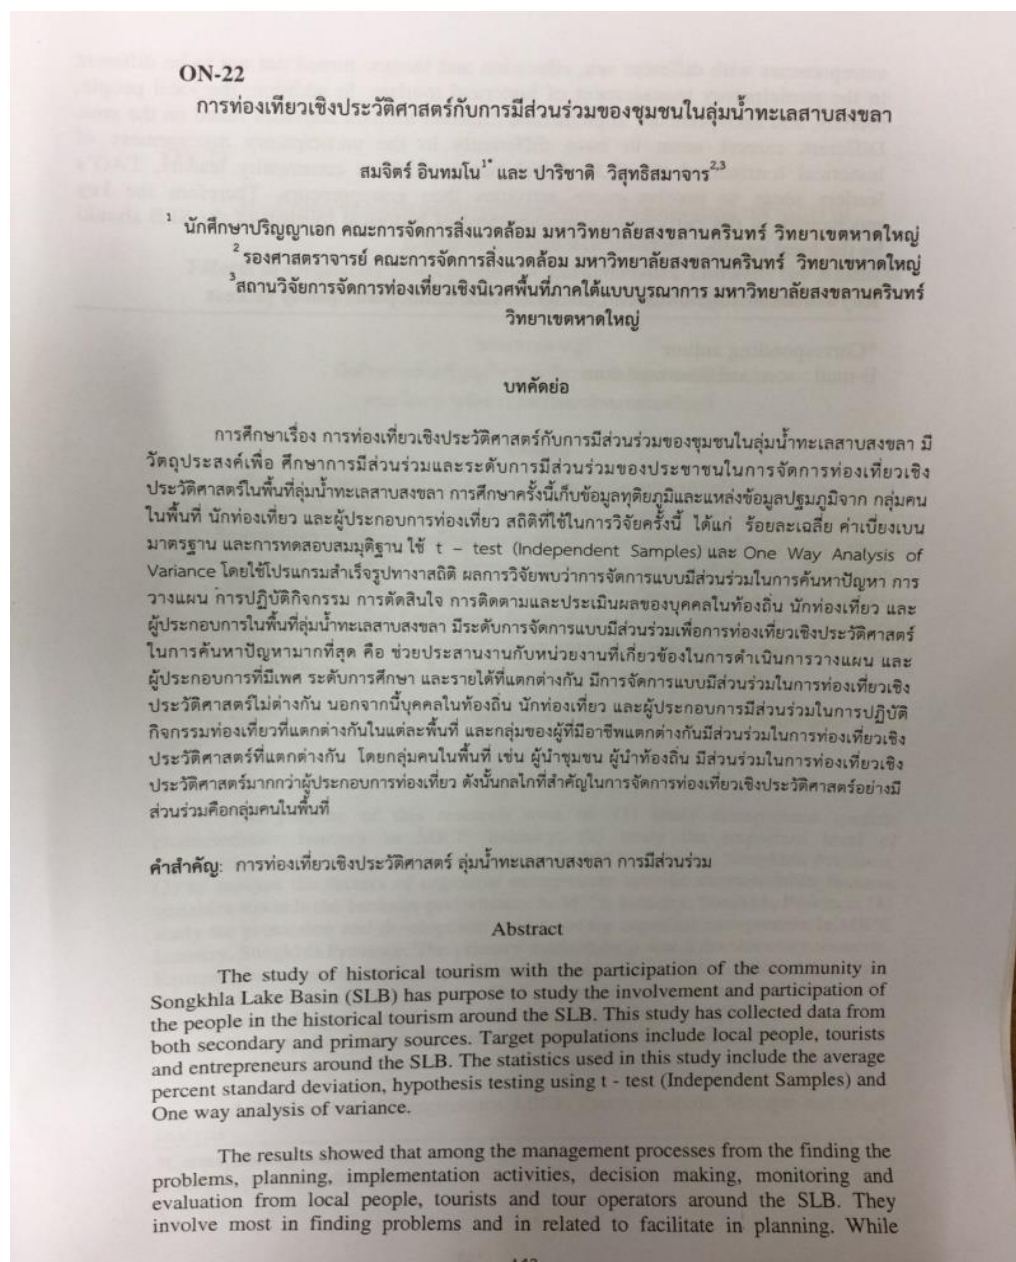 ON-22
การท่องเทียวเชิงประวัติศาสตร์กับการมีส่วนร่วมของชุมชนในลุ่มน้ำทะเลสาบสงขลา
สมจิตร์ อินทมโน1* และ ปาริชาติ วิสุทธิสมาจาร2,3
1 นักศึกษาปริญญาเอก คณะการจัดการสิ่งแวดล้อม มหาวิทยาลัยสงขลานครินทร์ วิทยาเขตหาดใหญ่
2 รองศาสตราจารย์ คณะการจัดการสิ่งแวดล้อม มหาวิทยาลัยสงขลานครินทร์ วิทยาเขหาดใหญ่
3สถานวิจัยการจัดการท่องเที่ยวเชิงนิเวศพื้นที่ภาคใต้แบบบูรณาการ มหาวิทยาลัยสงขลานครินทร์
วิทยาเขตหาดใหญ่
บทคัดย่อ
การศึกษาเรื่อง การท่องเที่ยวเชิงประวัติศาสตร์กับการมีส่วนร่วมของชุมชนในลุ่มน้ำทะเลสาบสงขลา มี
วัตถุประสงค์เพื่อ ศึกษาการมีส่วนร่วมและระดับการมีส่วนร่วมของประชาชนในการจัดการท่องเที่ยวเชิง
ประวัติศาสตร์ในพื้นที่ลุ่มน้ำทะเลสาบสงขลา การศึกษาครั้งนี้เก็บข้อมูลทุติยภูมิและแหล่งข้อมูลปฐมภูมิจาก กลุ่มคน
ในพื้นที่ นักท่องเที่ยว และผู้ประกอบการท่องเที่ยว สถิติที่ใช้ในการวิจัยครั้งนี้ ได้แก่ ร้อยละเฉลี่ย ค่าเบี่ยงเบน
มาตรฐาน และการทดสอบสมมุติฐาน ใช้ t – test (Independent Samples) และ One Way Analysis of
Variance โดยใช้โปรแกรมสำเร็จรูปทางาสถิติ ผลการวิจัยพบว่าการจัดการแบบมีส่วนร่วมในการค้นหาปัญหา การ
วางแผน การปฏิบัติกิจกรรม การตัดสินใจ การติดตามและประเมินผลของบุคคลในท้องถิ่น นักท่องเที่ยว และ
ผู้ประกอบการในพื้นที่ลุ่มน้ำทะเลสาบสงขลา มีระดับการจัดการแบบมีส่วนร่วมเพื่อการท่องเที่ยวเชิงประวัติศาสตร์
ในการค้นหาปัญหามากที่สุด คือ ช่วยประสานงานกับหน่วยงานที่เกี่ยวข้องในการดำเนินการวางแผน และ
ผู้ประกอบการที่มีเพศ ระดับการศึกษา และรายได้ที่แตกต่างกัน มีการจัดการแบบมีส่วนร่วมในการท่องเที่ยวเชิง
ประวัติศาสตร์ไม่ต่างกัน นอกจากนี้บุคคลในท้องถิ่น นักท่องเที่ยว และผู้ประกอบการมีส่วนร่วมในการปฏิบัติ
กิจกรรมท่องเที่ยวที่แตกต่างกันในแต่ละพื้นที่ และกลุ่มของผู้ที่มีอาชีพแตกต่างกันมีส่วนร่วมในการท่องเที่ยวเชิง
ประวัติศาสตร์ที่แตกต่างกัน โดยกลุ่มคนในพื้นที่ เช่น ผู้นำชุมชน ผู้นำท้องถิ่น มีส่วนร่วมในการท่องเที่ยวเชิง
ประวัติศาสตร์มากกว่าผู้ประกอบการท่องเที่ยว ดังนั้นกลไกที่สำคัญในการจัดการท่องเที่ยวเชิงประวัติศาสตร์อย่างมี
ส่วนร่วมคือกลุ่มคนในพื้นที่
คำสำคัญ: การท่องเที่ยวเชิงประวัติศาสตร์ ลุ่มน้ำทะเลสาบสงขลา การมีส่วนร่วม
Abstract
The study of historical tourism with the participation of the community in
Songkhla Lake Basin (SLB) has purpose to study the involvement and participation of
the people in the historical tourism around the SLB. This study has collected data from
both secondary and primary sources. Target populations include local people, tourists
and entrepreneurs around the SLB. The statistics used in this study include the average
percent standard deviation, hypothesis testing using t - test (Independent Samples) and
One way analysis of variance.
The results showed that among the management processes from the finding the
problems, planning, implementation activities, decision making, monitoring and
evaluation from local people, tourists and tour operators around the SLB. They
involve most in finding problems and in related to facilitate in planning. While